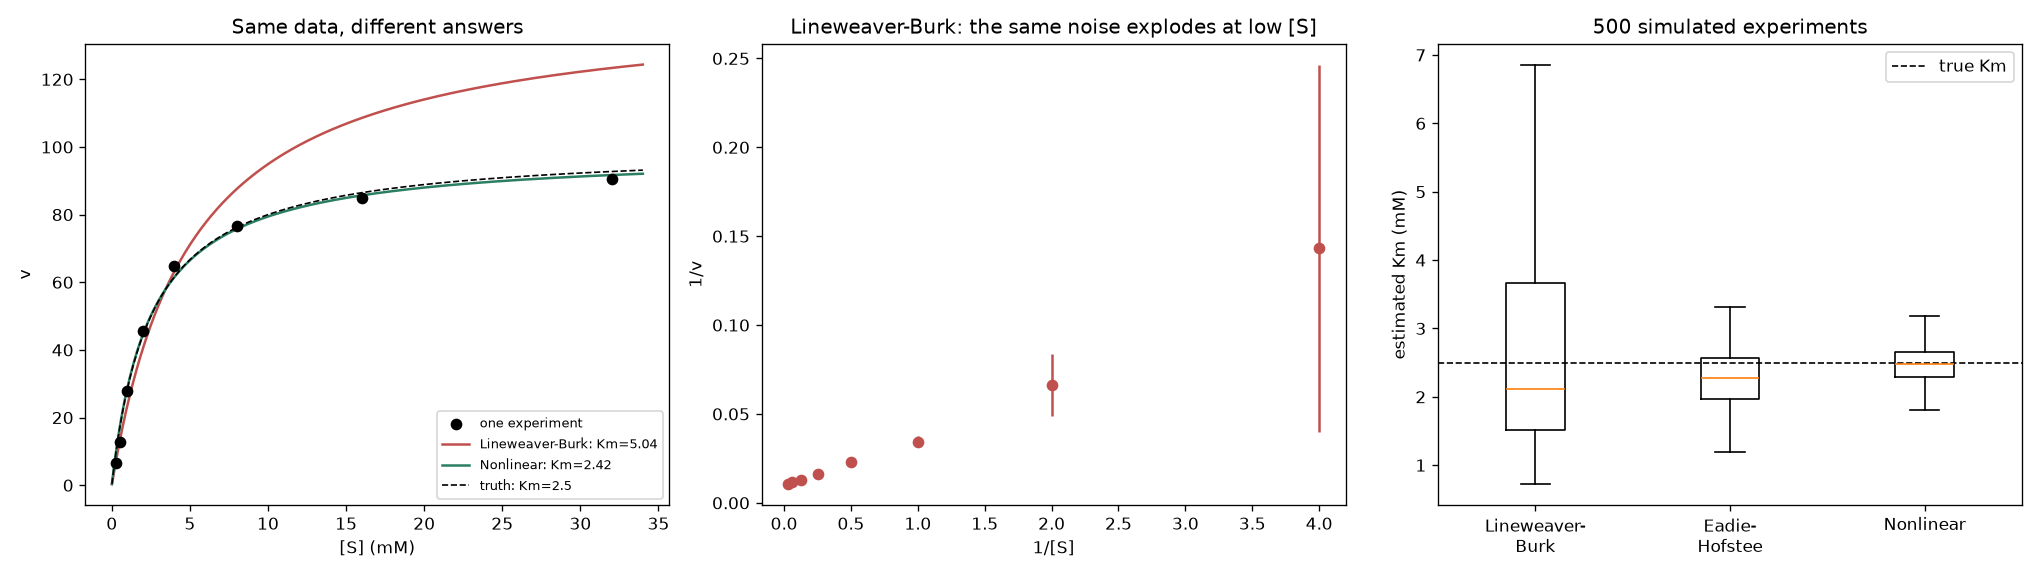 Same data, different answers
120
100
80
60
40
20
0
v
0
5
10
15
20
25
30
35
[S] (mM)
one experiment
Lineweaver-Burk: Km=5.04
Nonlinear: Km=2.42
truth: Km=2.5
Lineweaver-Burk: the same noise explodes at low [S]
0.25
0.20
0.15
0.10
0.05
0.00
1/v
0.0
0.5
1.0
1.5
2.0
2.5
3.0
3.5
4.0
1/[S]
500 simulated experiments
7
6
5
4
3
2
1
estimated Km (mM)
true Km
Lineweaver-
Burk
Eadie-
Hofstee
Nonlinear